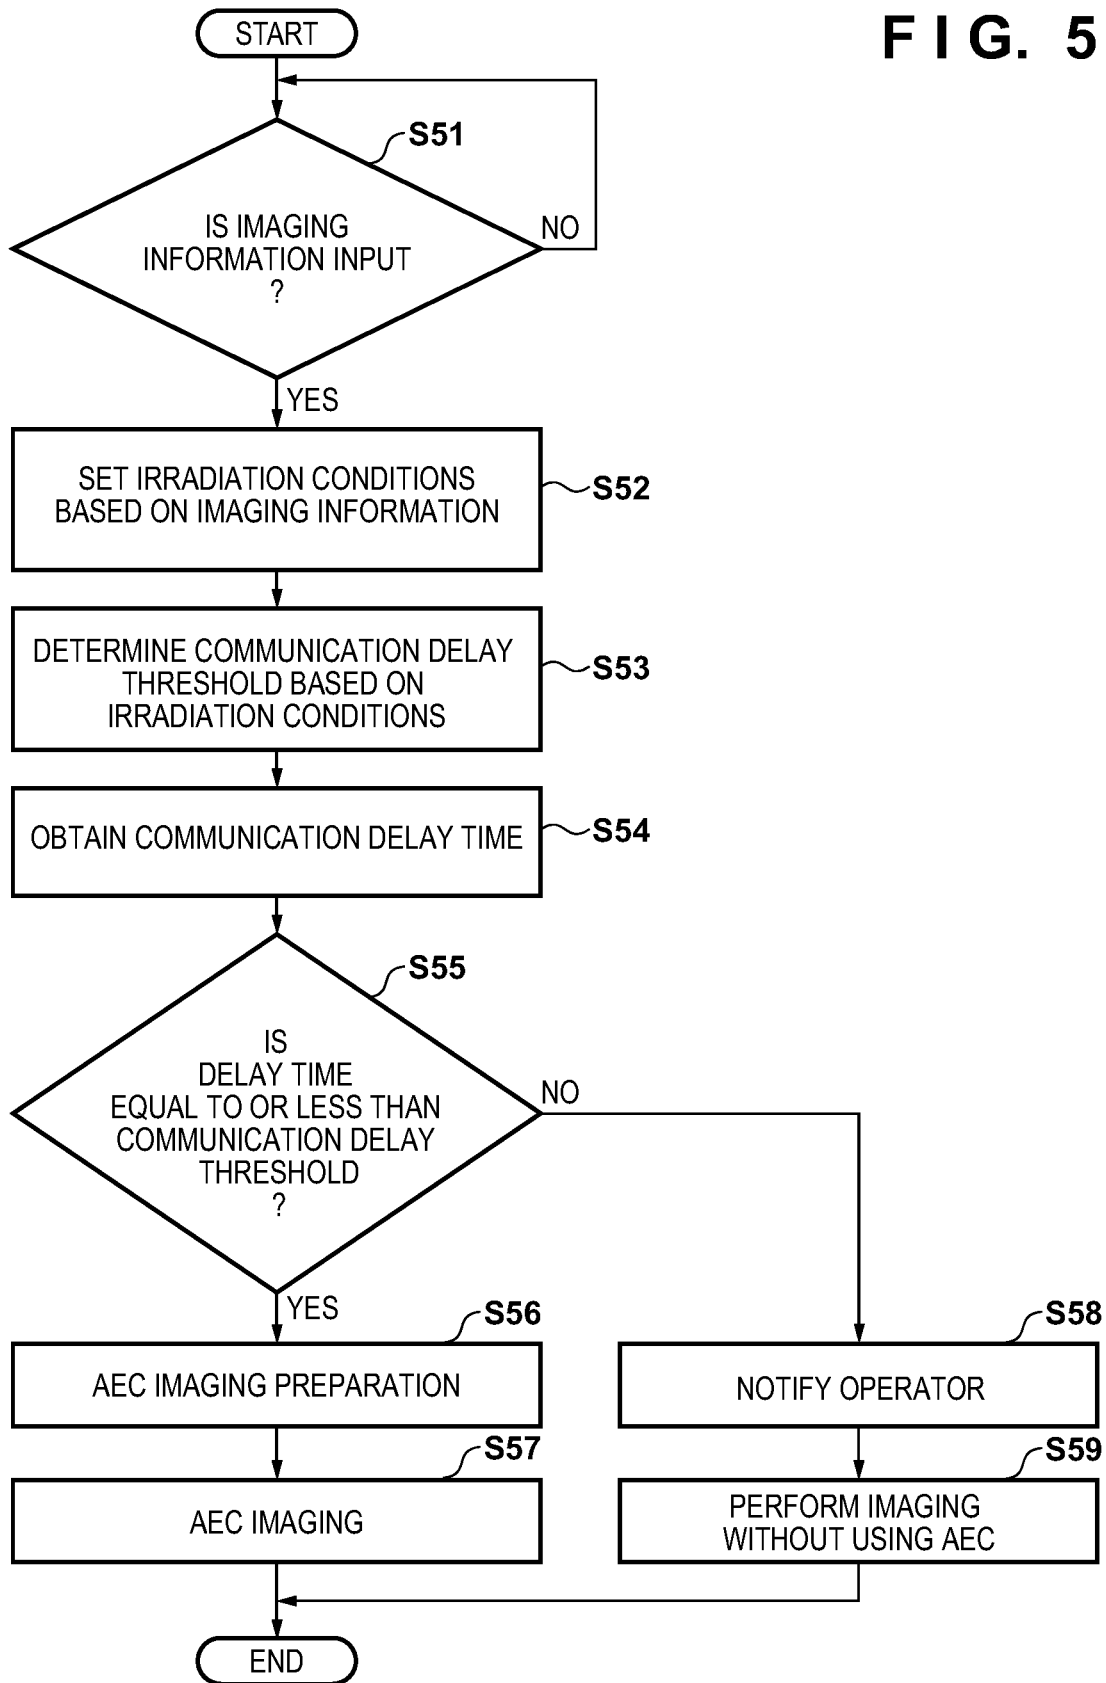 START
F I G. 5
S51
IS IMAGING
INFORMATION INPUT
?
NO
YES
SET IRRADIATION CONDITIONS
BASED ON IMAGING INFORMATION
S52
DETERMINE COMMUNICATION DELAY
THRESHOLD BASED ON
IRRADIATION CONDITIONS
S53
OBTAIN COMMUNICATION DELAY TIME
S54
S55
IS
DELAY TIME
EQUAL TO OR LESS THAN
COMMUNICATION DELAY
THRESHOLD
?
NO
YES
S56
AEC IMAGING PREPARATION
S57
AEC IMAGING
S58
NOTIFY OPERATOR
S59
PERFORM IMAGING
WITHOUT USING AEC
END